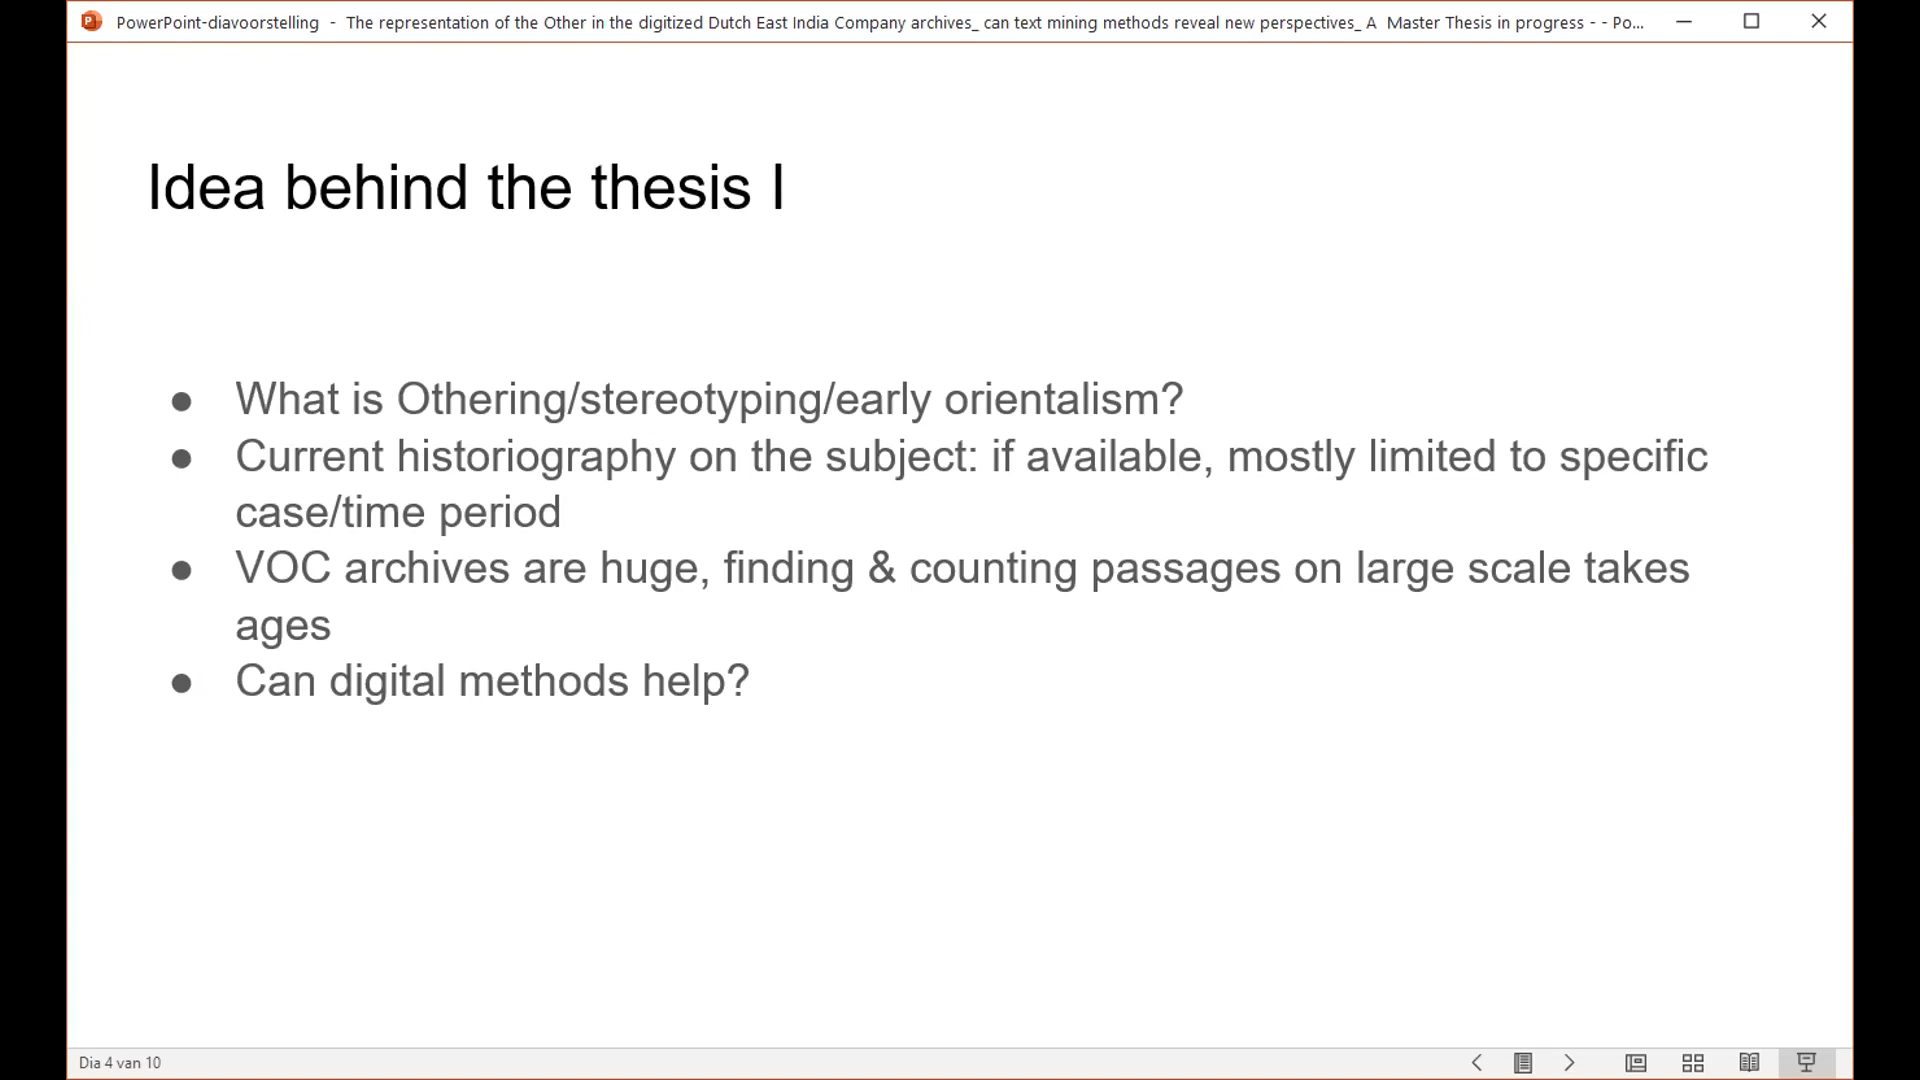 PowerPoint-diavoorstelling - The representation of the Other in the digitized Dutch East India Company archives_ can text mining methods reveal new perspectives_ A Master Thesis in progress - - Po...
Idea behind the thesis I
● What is Othering/stereotyping/early orientalism?
● Current historiography on the subject: if available, mostly limited to specific
case/time period
● VOC archives are huge, finding & counting passages on large scale takes
ages
● Can digital methods help?
Dia 4 van 10